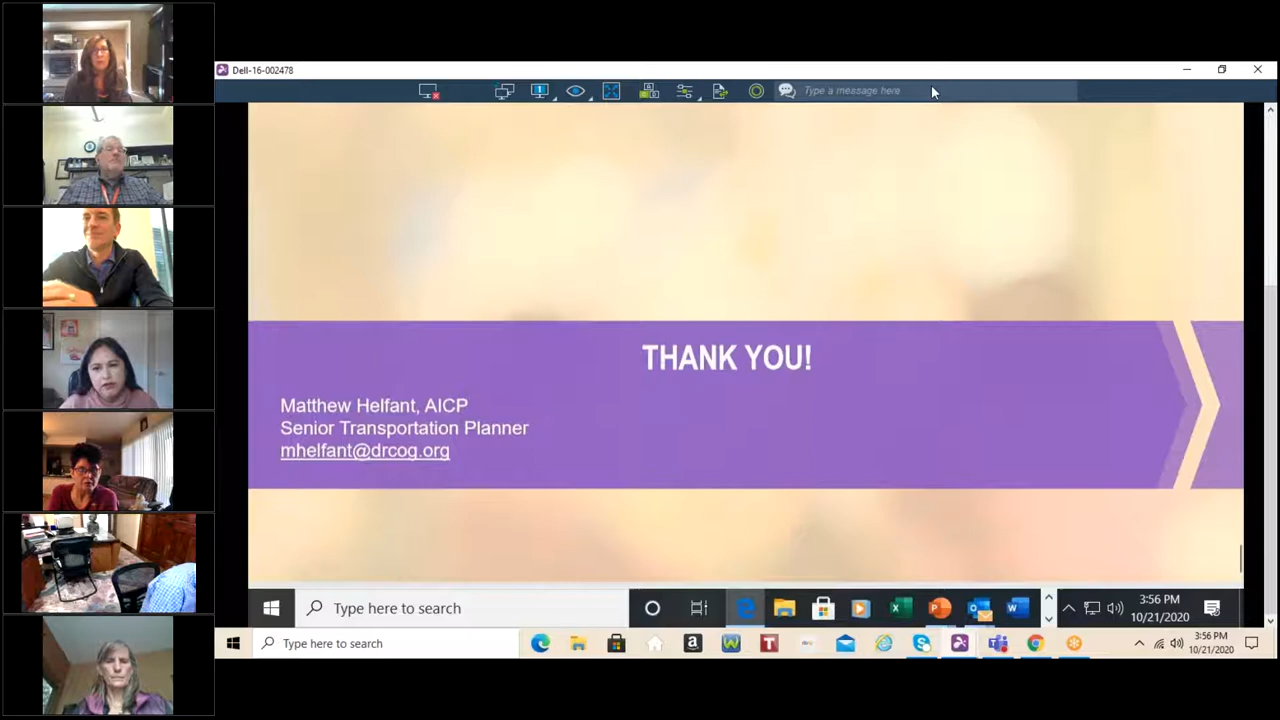 Dell-16-002478
Type a message here
THANK YOU!
Matthew Helfant, AICP
Senior Transportation Planner
mhelfant@drcog.org
Type here to search
3:56 PM
10/21/2020
Type here to search
3:56 PM
10/21/2020